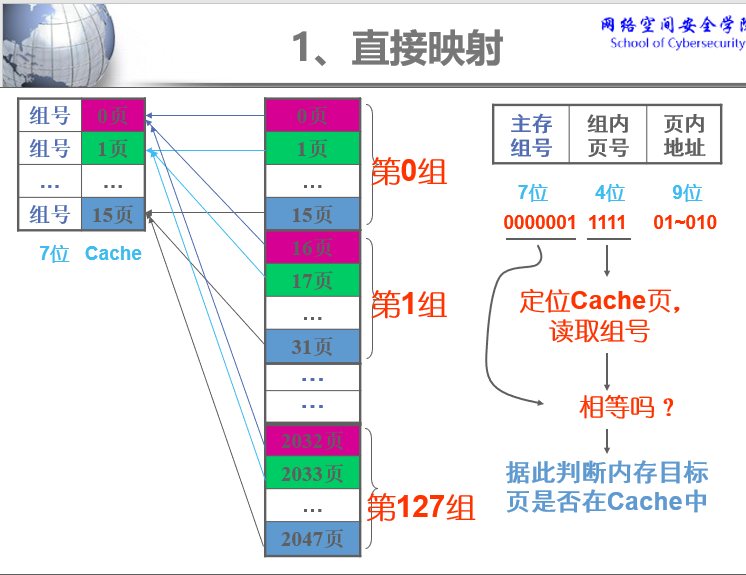 1、直接映射
网络空间安全学院
School of Cybersecurity
组号 0页
组号 1页
... ...
组号 15页
7位 Cache
0页
1页
...
15页
第0组
16页
17页
...
31页
第1组
...
...
2032页
2033页
...
2047页
第127组
主存组号 组内页号 页内地址
7位 4位 9位
0000001 1111 01~010
定位Cache页,
读取组号
相等吗?
据此判断内存目标
页是否在Cache中